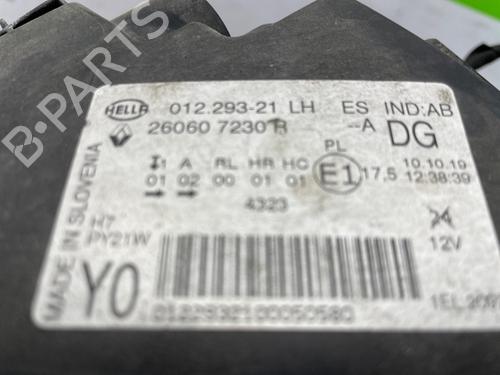 B-PARTS
HELLA 012.293-21 LH ES IND:AB
26060 7230 R --A DG
A RL HR HC PL 10.10.19
01 02 00 01 01 E1 17,5 12:38:39
4323
H7
PY21W 12V
MADE IN SLOVENIA
Y0
0122932100050580